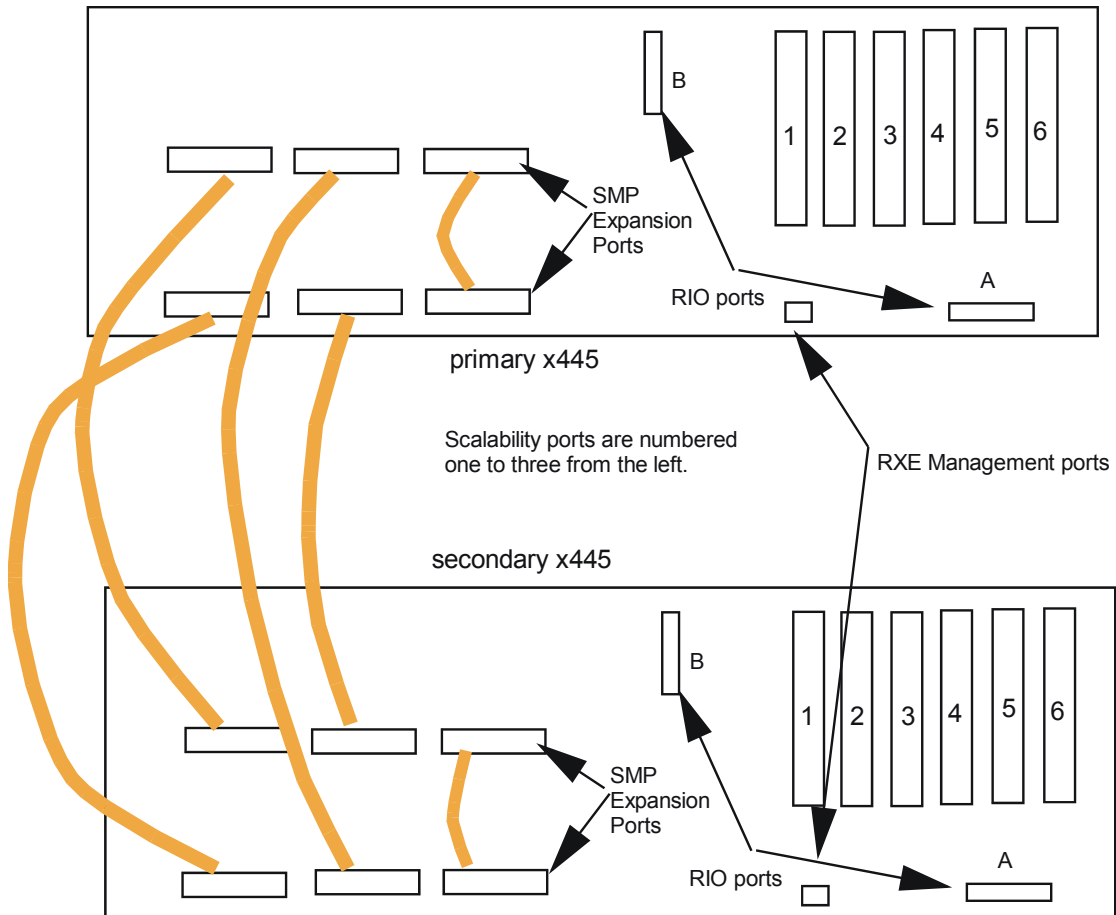 B
1
2
3
4
5
6
SMP
Expansion
Ports
A
RIO ports
primary x445
Scalability ports are numbered
one to three from the left.
RXE Management ports
secondary x445
B
1
2
3
4
5
6
SMP
Expansion
Ports
A
RIO ports